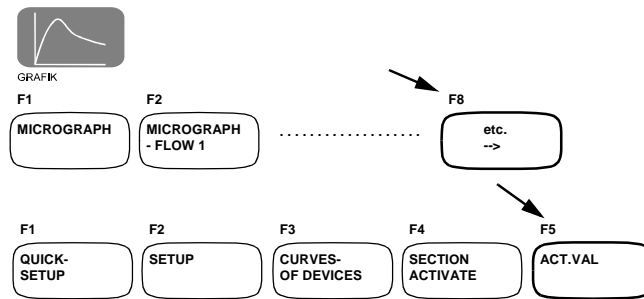 GRAFIK
F1 F2 F8
MICROGRAPH MICROGRAPH etc.
- FLOW 1 -->
F1 F2 F3 F4 F5
QUICK- SETUP CURVES- SECTION ACT.VAL
SETUP OF DEVICES ACTIVATE